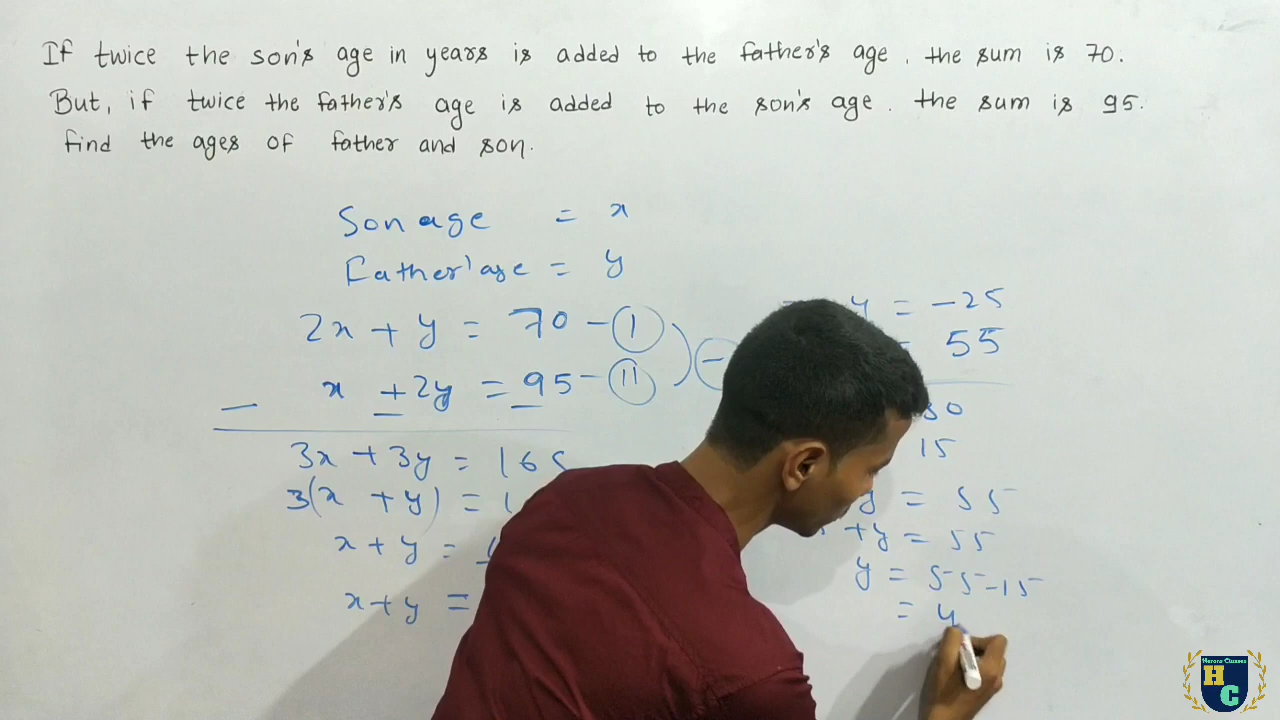 If twice the son's age in years is added to the father's age, the sum is 70.
But, if twice the father's age is added to the son's age. the sum is 95.
find the ages of father and son.
Son age = x
Father' age = y
2x + y = 70 - (I)
x + 2y = 95 - (II)
3x + 3y = 165
3(x + y) =
x + y =
x + y =
y = -25
55
30
15
y = 55
+ y = 55
y = 55 - 15
= 4
Herons Classes
H
C